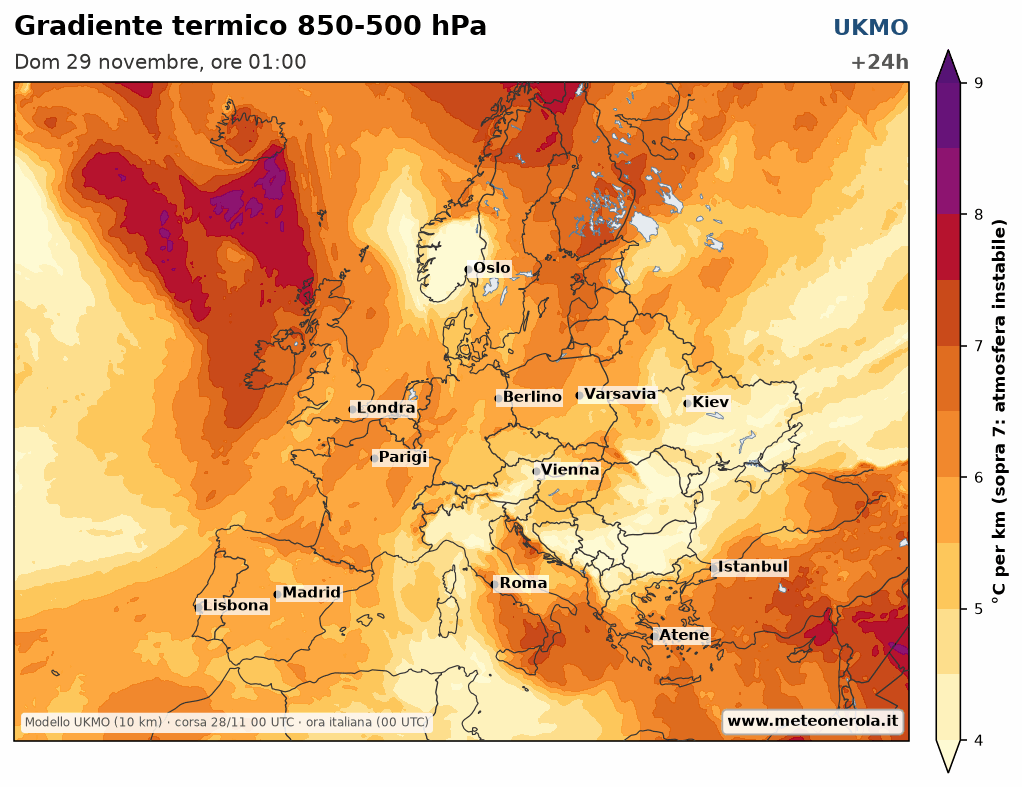 Gradiente termico 850-500 hPa
UKMO
Dom 29 novembre, ore 01:00
+24h
9
8
7
6
5
4
°C per km (sopra 7: atmosfera instabile)
Oslo
Berlino
Varsavia
Londra
Kiev
Parigi
Vienna
Istanbul
Roma
Madrid
Lisbona
Atene
Modello UKMO (10 km) · corsa 28/11 00 UTC · ora italiana (00 UTC)
www.meteonerola.it